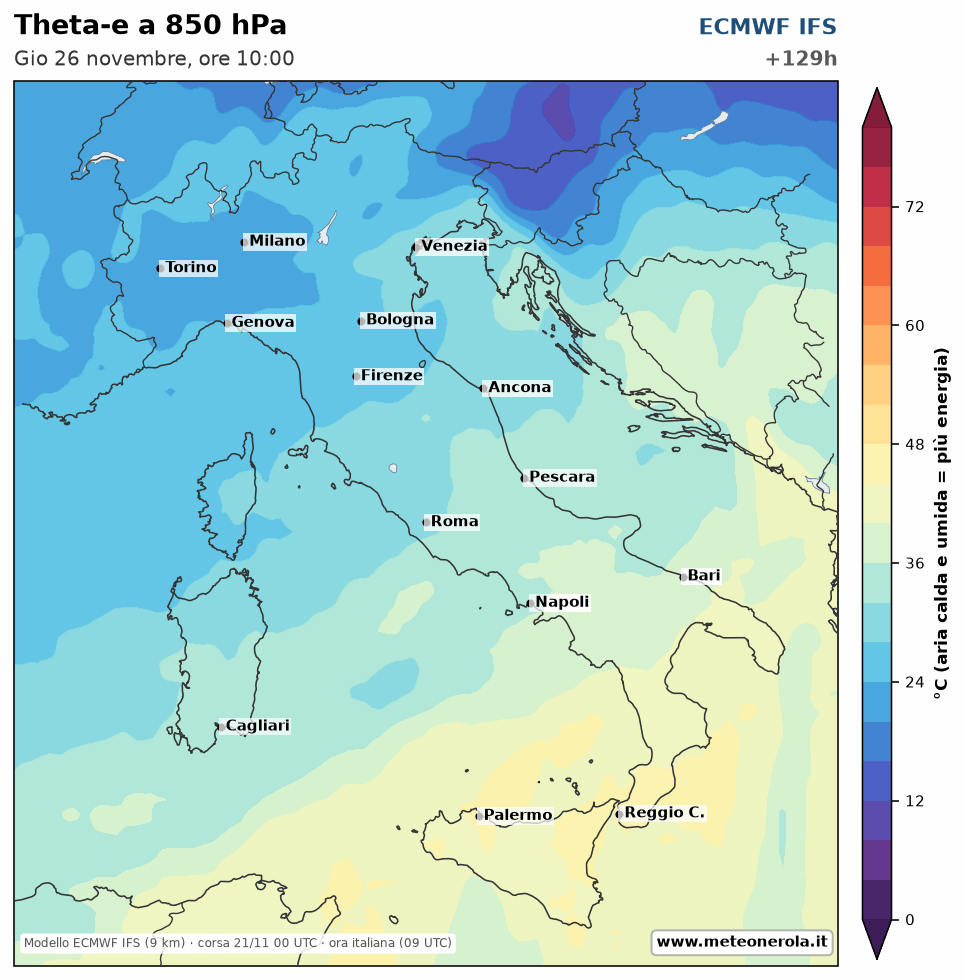 Theta-e a 850 hPa
ECMWF IFS
Gio 26 novembre, ore 10:00
+129h
Milano
Venezia
Torino
Genova
Bologna
Firenze
Ancona
Pescara
Roma
Bari
Napoli
Cagliari
Palermo
Reggio C.
72
60
48
36
24
12
0
°C (aria calda e umida = più energia)
Modello ECMWF IFS (9 km) · corsa 21/11 00 UTC · ora italiana (09 UTC)
www.meteonerola.it